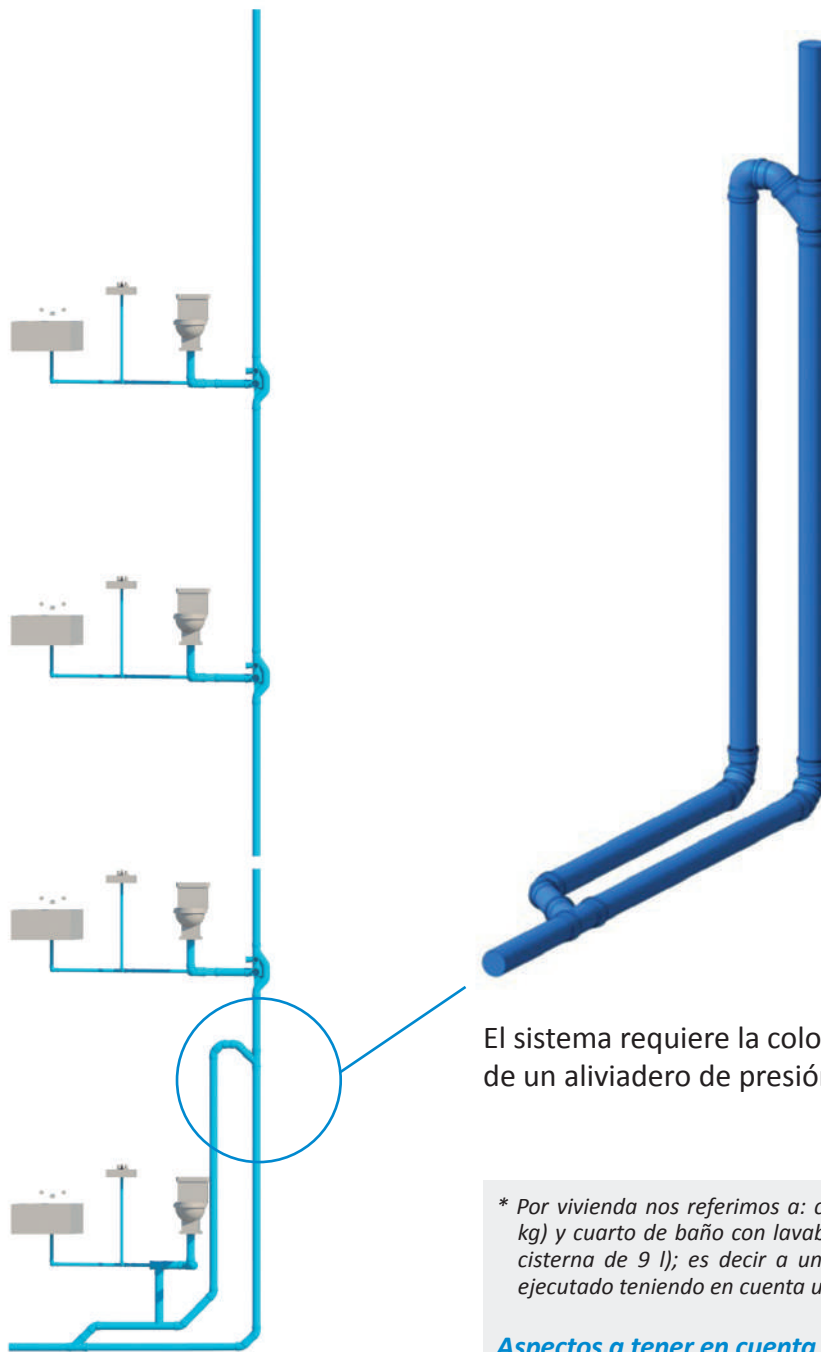 El sistema requiere la colo
de un aliviadero de presión
* Por vivienda nos referimos a: c
kg) y cuarto de baño con lavab
cisterna de 9 l); es decir a un
ejecutado teniendo en cuenta u
Aspectos a tener en cuenta